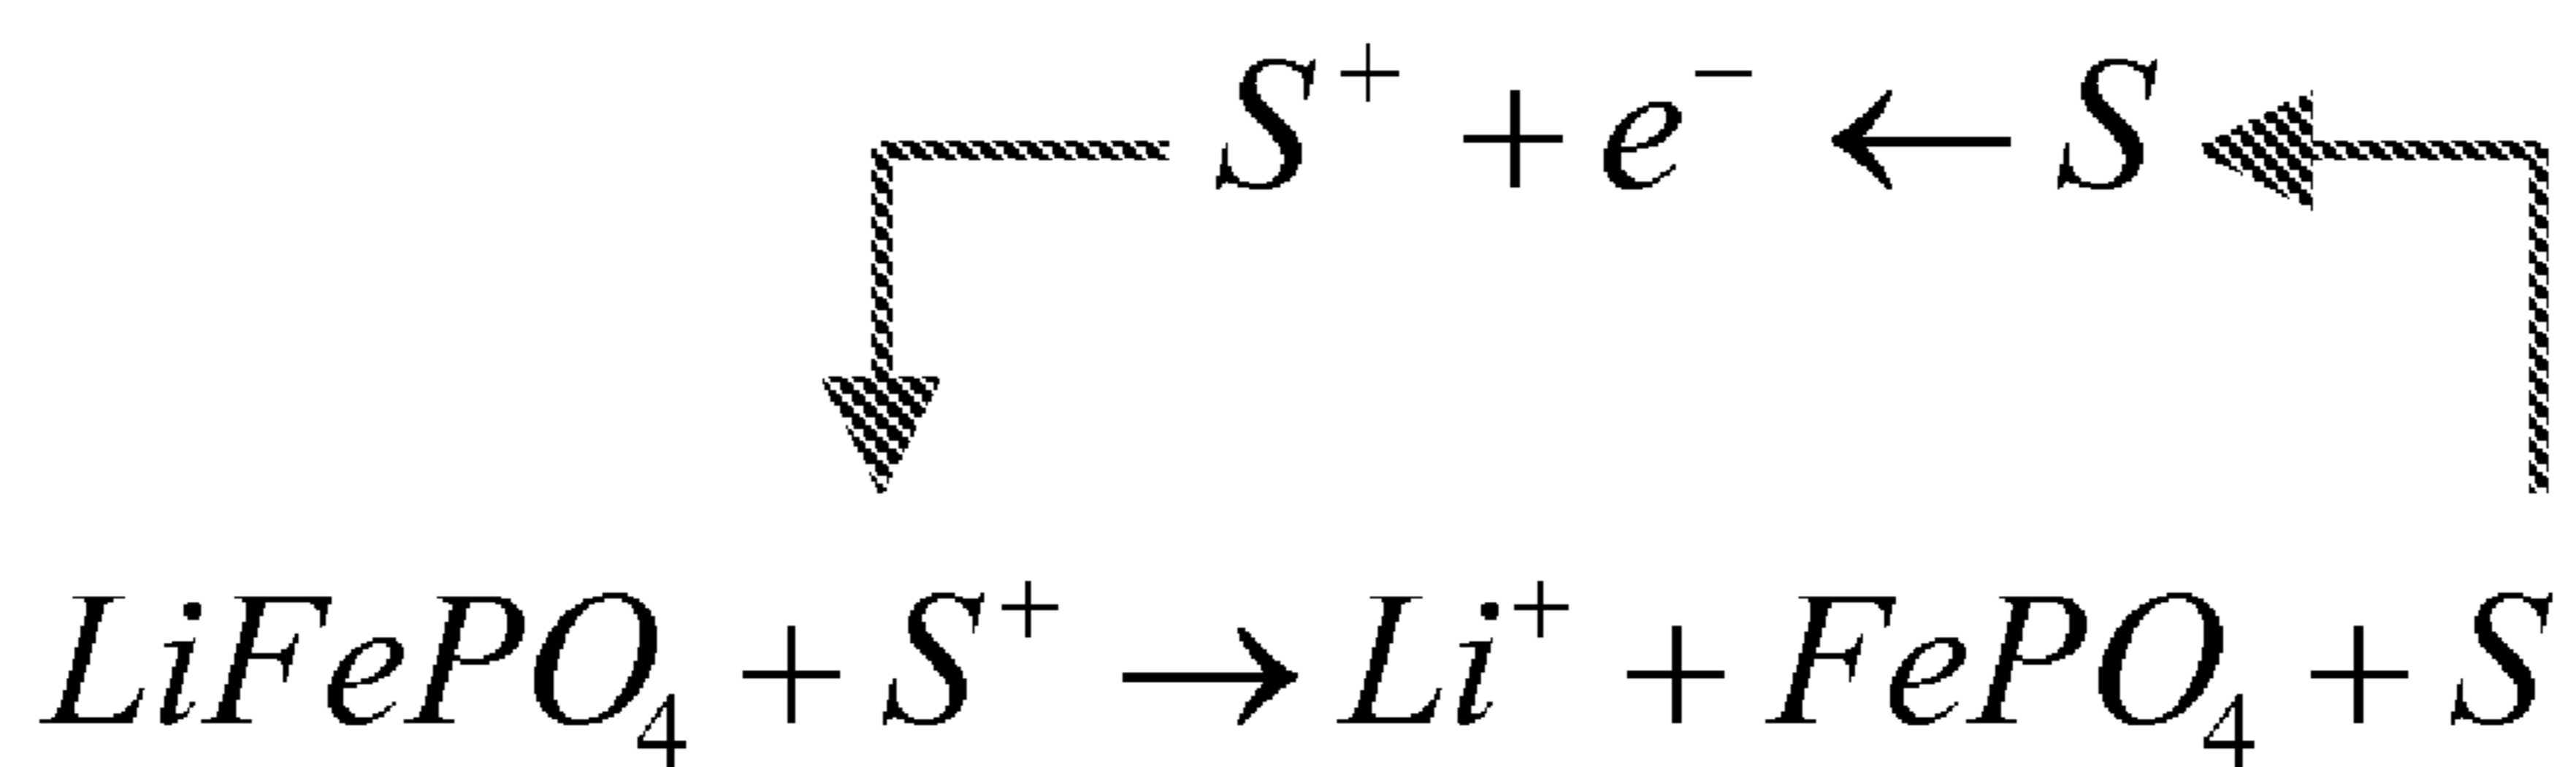 S⁺ + e⁻ ← S
LiFePO₄ + S⁺ → Li⁺ + FePO₄ + S